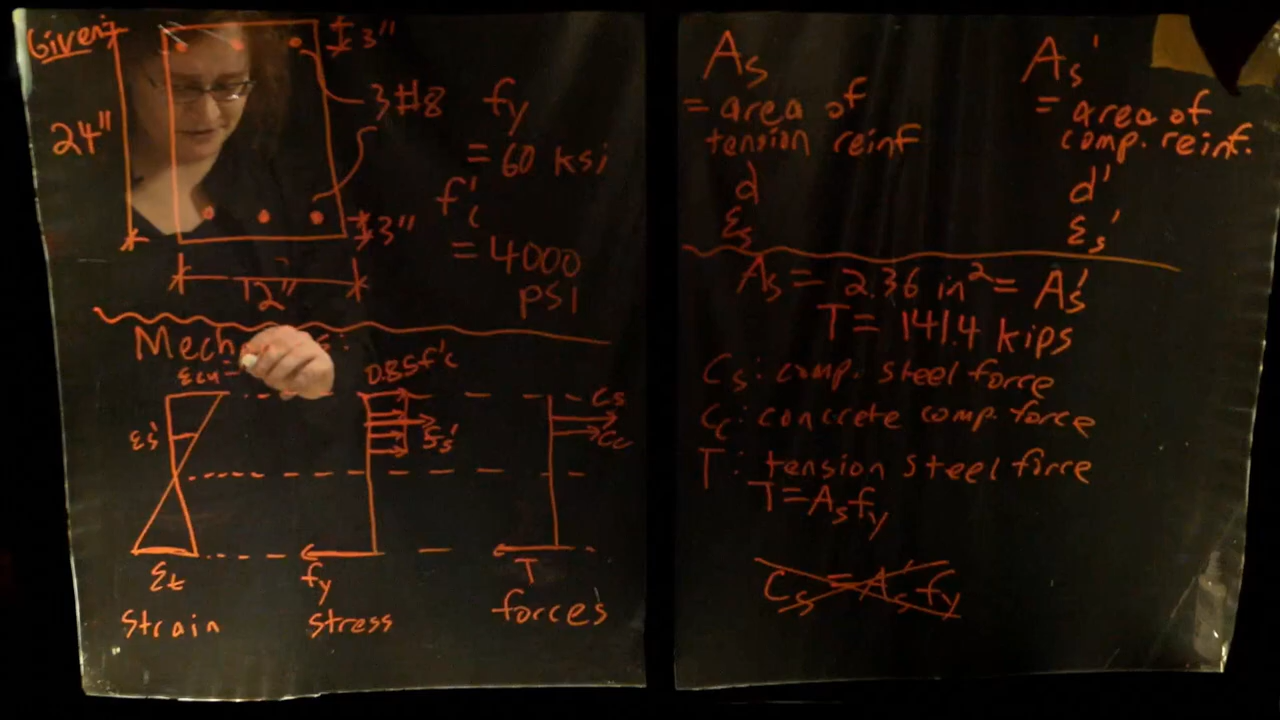 Given:
3"
24"
3#8
3"
12"
fy
= 60 ksi
f'c
= 4000
psi
εcu =
0.85f'c
εs'
fs'
Cs
Cc
εt
fy
T
strain
stress
forces
As
= area of
tension reinf
d
εs
As'
= area of
comp. reinf.
d'
εs'
As = 2.36 in² = As'
T = 141.4 kips
Cs: comp. steel force
Cc: concrete comp. force
T: tension steel force
T = As fy
Cs = As' fy